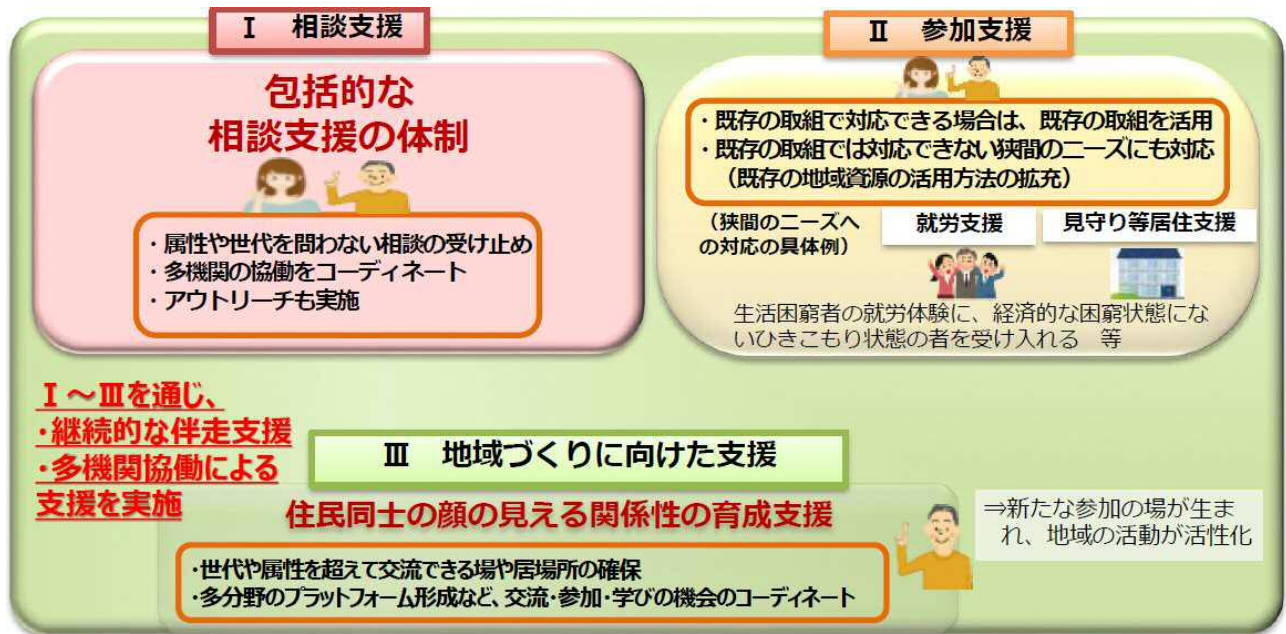 Ⅰ　相談支援
包括的な
相談支援の体制
・属性や世代を問わない相談の受け止め
・多機関の協働をコーディネート
・アウトリーチも実施
Ⅱ　参加支援
・既存の取組で対応できる場合は、既存の取組を活用
・既存の取組では対応できない狭間のニーズにも対応
（既存の地域資源の活用方法の拡充）
（狭間のニーズへ
の対応の具体例）
就労支援
見守り等居住支援
生活困窮者の就労体験に、経済的な困窮状態にな
いひきこもり状態の者を受け入れる　等
Ⅰ～Ⅲを通じ、
・継続的な伴走支援
・多機関協働による
支援を実施
Ⅲ　地域づくりに向けた支援
住民同士の顔の見える関係性の育成支援
・世代や属性を超えて交流できる場や居場所の確保
・多分野のプラットフォーム形成など、交流・参加・学びの機会のコーディネート
⇒新たな参加の場が生ま
れ、地域の活動が活性化